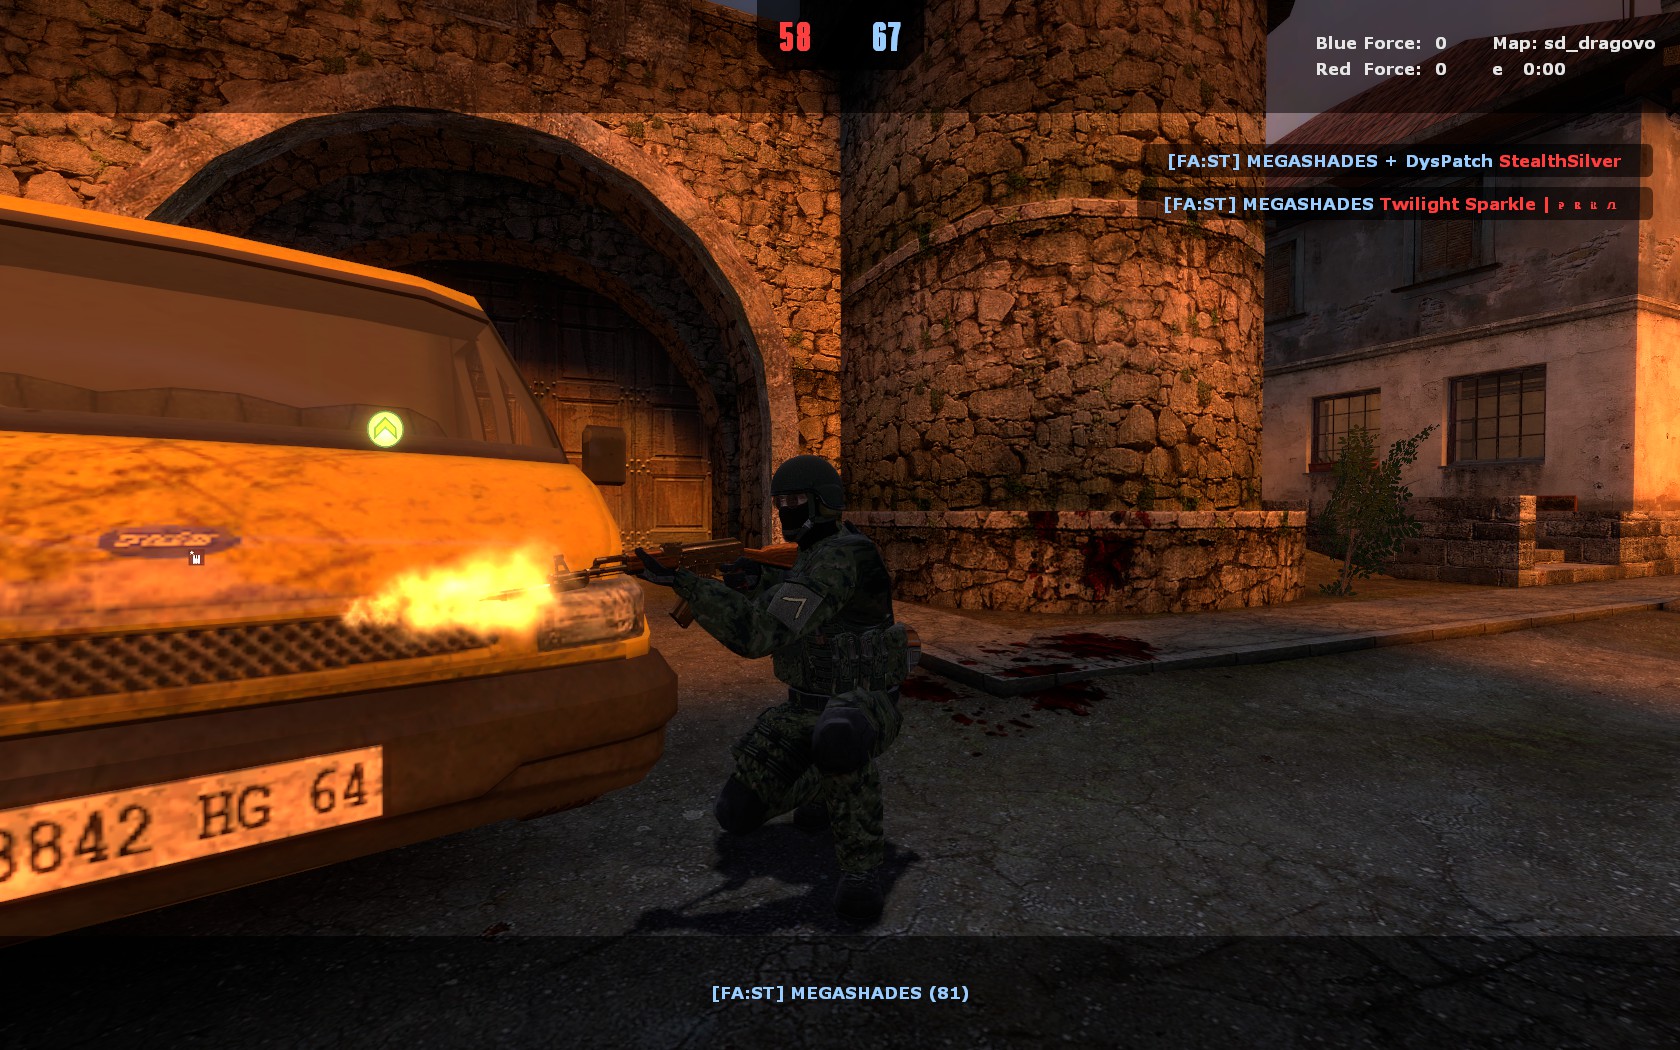 58 67
Blue Force: 0 Map: sd_dragovo
Red Force: 0 e 0:00
[FA:ST] MEGASHADES + DysPatch StealthSilver
[FA:ST] MEGASHADES Twilight Sparkle |
8842 HG 64
[FA:ST] MEGASHADES (81)